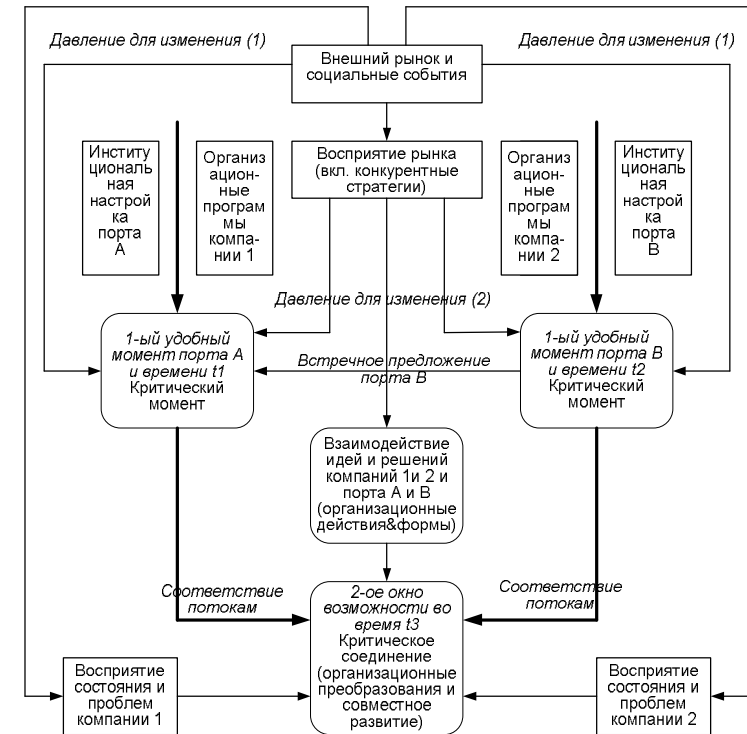 Давление для изменения (1)
Давление для изменения (1)
Внешний рынок и
социальные события
Институ
циональ
ная
настрой
ка
порта
А
Организ
ацион-
ные
програм
мы
компа-
нии 1
Восприятие рынка
(вкл. конкурентные
стратегии)
Организ
ацион-
ные
програм
мы
компа-
нии 2
Институ
циональ
ная
настрой
ка
порта
В
Давление для изменения (2)
1-ый удобный
момент порта А
и времени t1
Критический
момент
Встречное предложение
порта В
1-ый удобный
момент порта В
и времени t2
Критический
момент
Взаимодействие
идей и решений
компаний 1и 2 и
порта А и В
(организационные
действия&формы)
Соответствие
потокам
2-ое окно
возможности во
время t3
Критическое
соединение
(организационные
преобразования и
совместное
развитие)
Соответствие
потокам
Восприятие
состояния и
проблем
компании 1
Восприятие
состояния и
проблем
компании 2